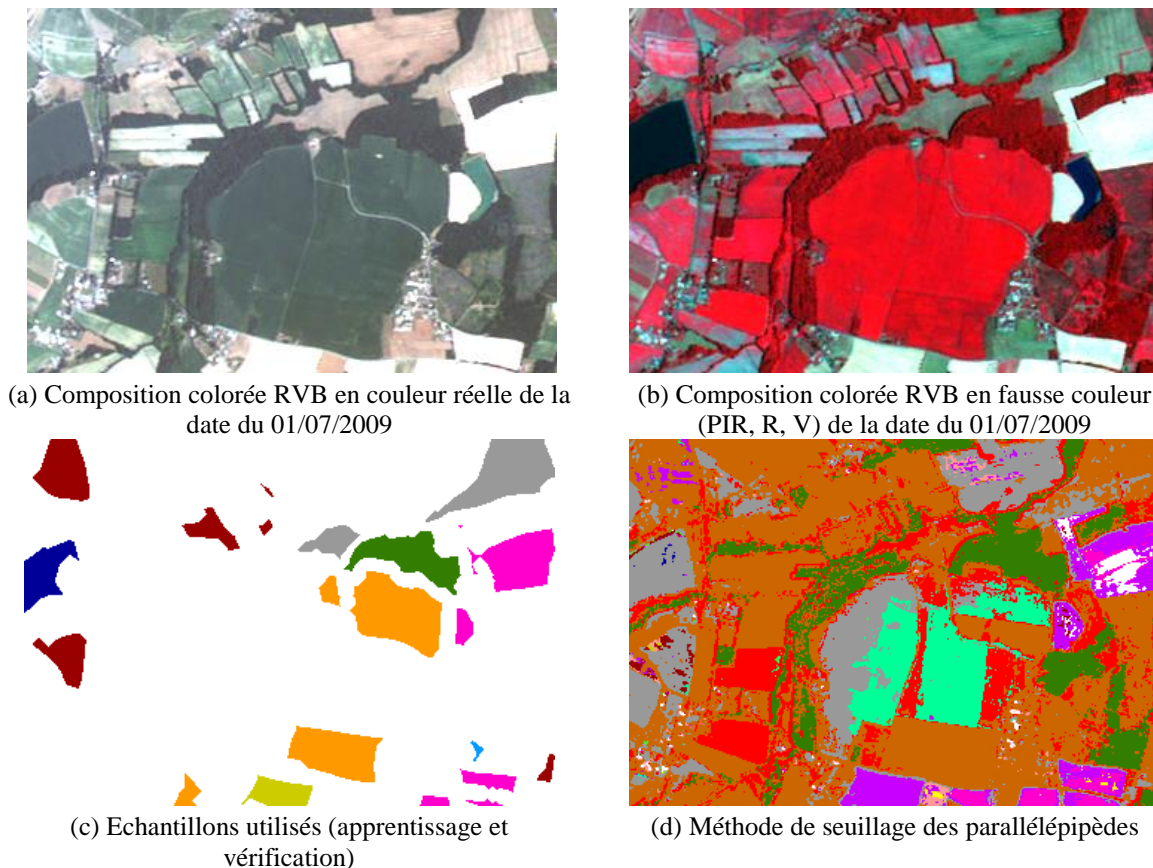 (a) Composition colorée RVB en couleur réelle de la
date du 01/07/2009
(b) Composition colorée RVB en fausse couleur
(PIR, R, V) de la date du 01/07/2009
(c) Echantillons utilisés (apprentissage et
vérification)
(d) Méthode de seuillage des parallélépipèdes